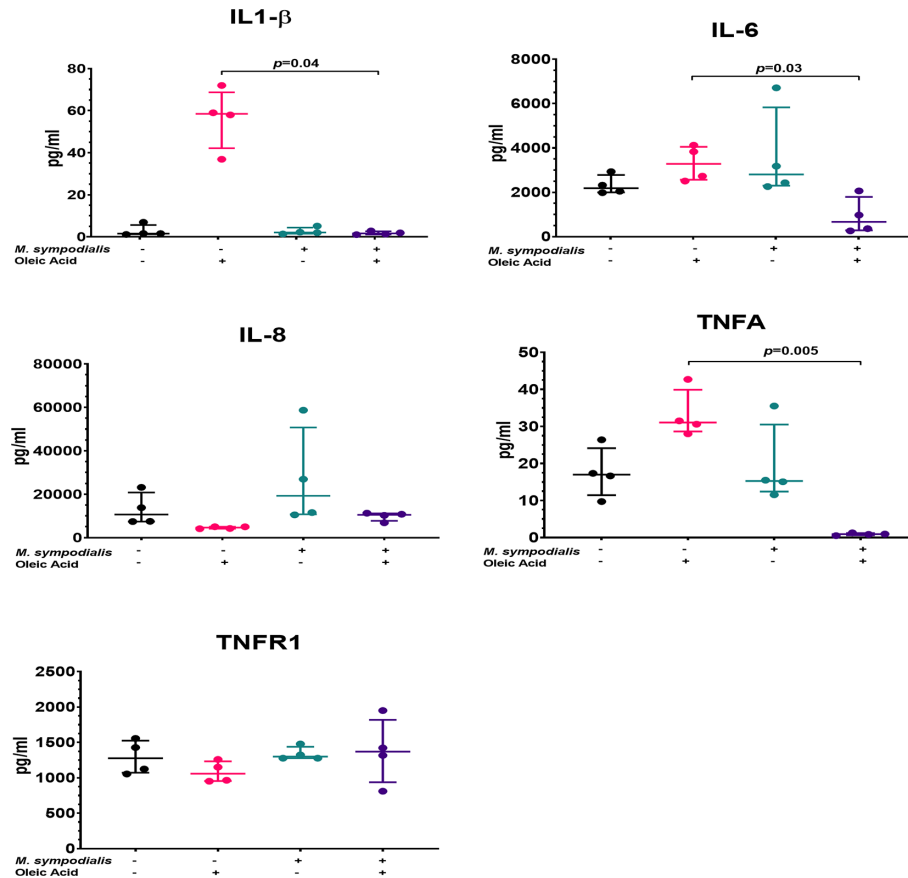 IL1-β
80
60
40
20
0
pg/ml
p=0.04
M. sympodialis - - + +
Oleic Acid - + - +
IL-6
8000
6000
4000
2000
0
pg/ml
p=0.03
M. sympodialis - - + +
Oleic Acid - + - +
IL-8
80000
60000
40000
20000
0
pg/ml
M. sympodialis - - + +
Oleic Acid - + - +
TNFA
50
40
30
20
10
0
pg/ml
p=0.005
M. sympodialis - - + +
Oleic Acid - + - +
TNFR1
2500
2000
1500
1000
500
0
pg/ml
M. sympodialis - - + +
Oleic Acid - + - +